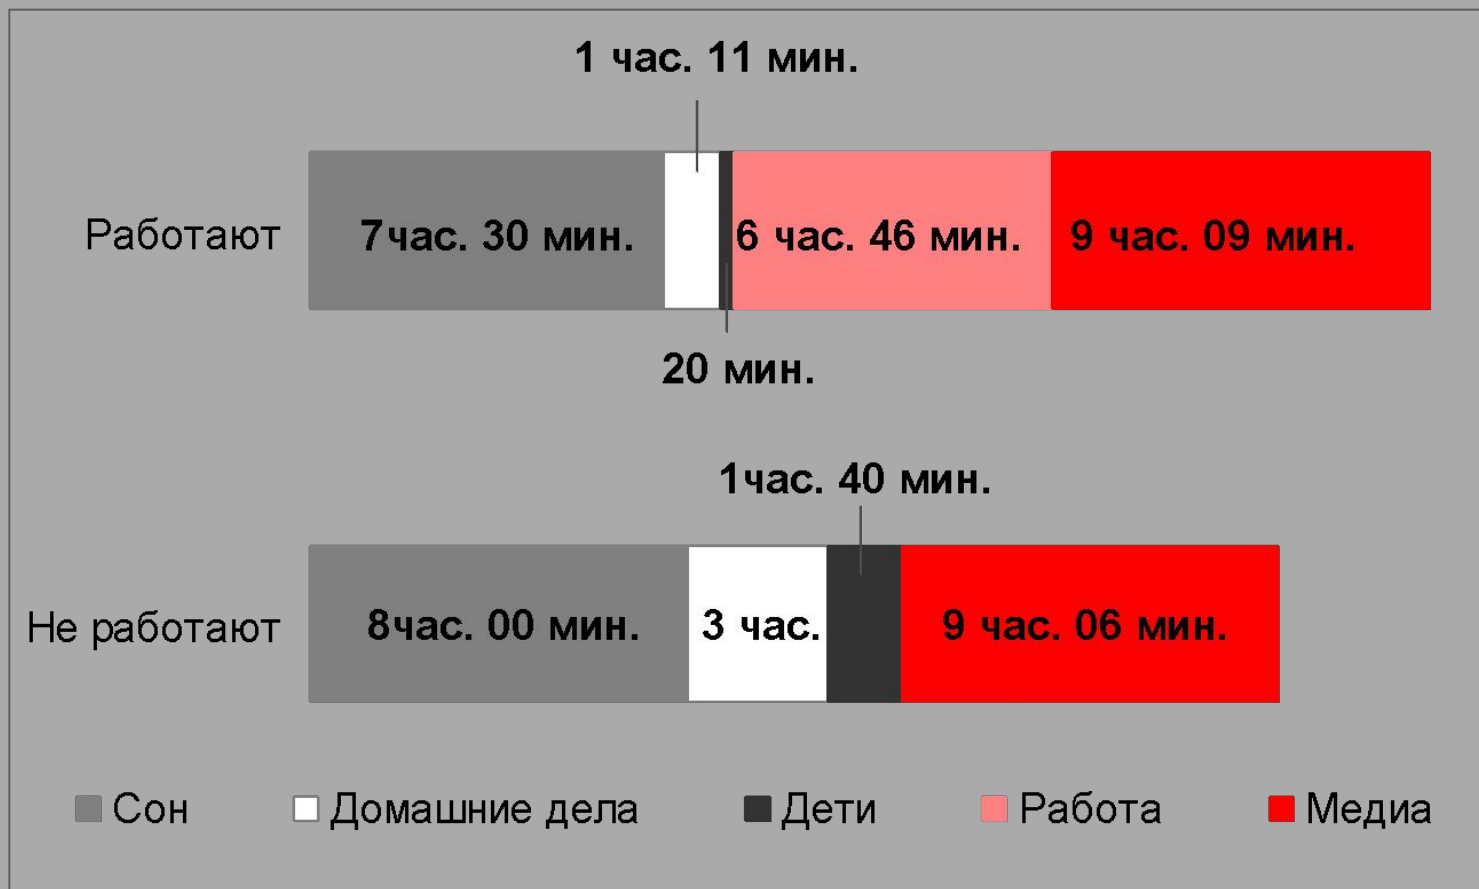 1 час. 11 мин.
Работают
7час. 30 мин.
6 час. 46 мин.
9 час. 09 мин.
20 мин.
1час. 40 мин.
Не работают
8час. 00 мин.
3 час.
9 час. 06 мин.
Сон
Домашние дела
Дети
Работа
Медиа